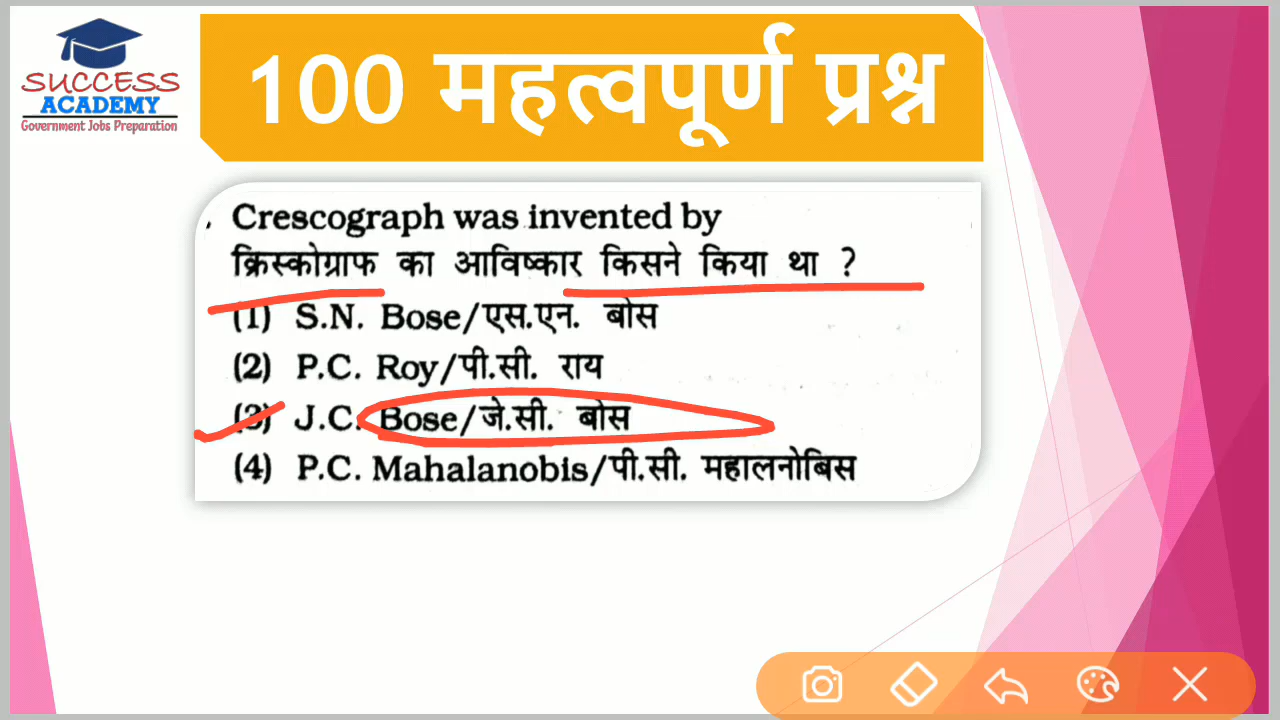 SUCCESS
ACADEMY
Government Jobs Preparation
100 महत्वपूर्ण प्रश्न
Crescograph was invented by
क्रिस्कोग्राफ का आविष्कार किसने किया था ?
(1) S.N. Bose/एस.एन. बोस
(2) P.C. Roy/पी.सी. राय
(3) J.C. Bose/जे.सी. बोस
(4) P.C. Mahalanobis/पी.सी. महालनोबिस